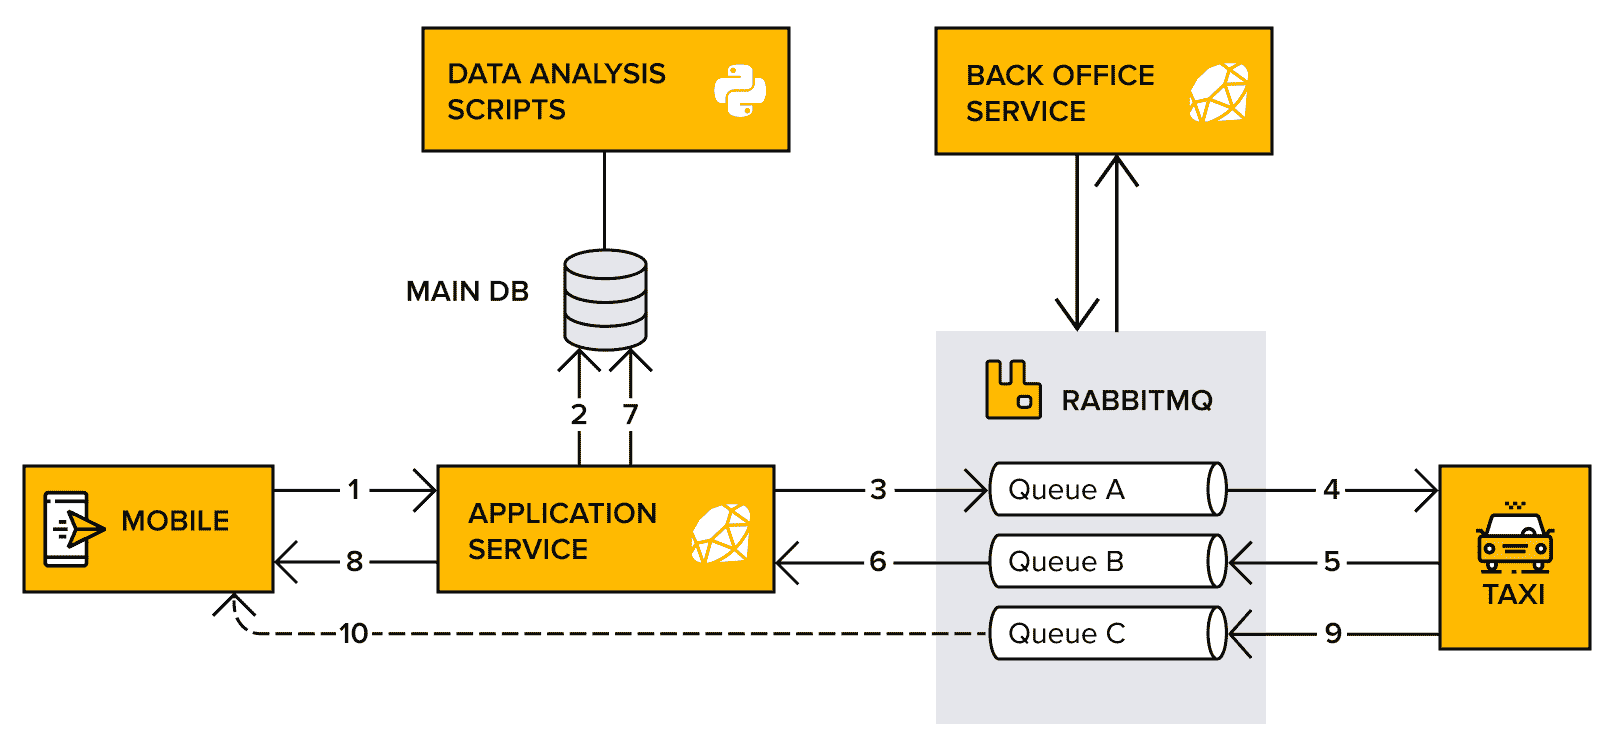 DATA ANALYSIS
SCRIPTS
BACK OFFICE
SERVICE
MAIN DB
RABBITMQ
2
7
MOBILE
1
8
APPLICATION
SERVICE
3
6
Queue A
Queue B
Queue C
4
5
9
TAXI
10